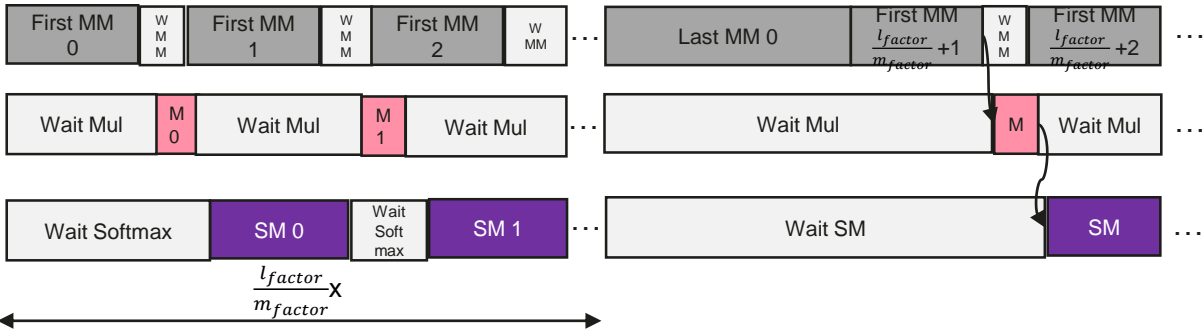 First MM
0
W
M
M
First MM
1
W
M
M
First MM
2
W
MM
...
Last MM 0
First MM
l_factor/m_factor +1
W
M
M
First MM
l_factor/m_factor +2
...
Wait Mul
M
0
Wait Mul
M
1
Wait Mul
...
Wait Mul
M
Wait Mul
...
Wait Softmax
SM 0
Wait
Soft
max
SM 1
...
Wait SM
SM
...
l_factor/m_factor x